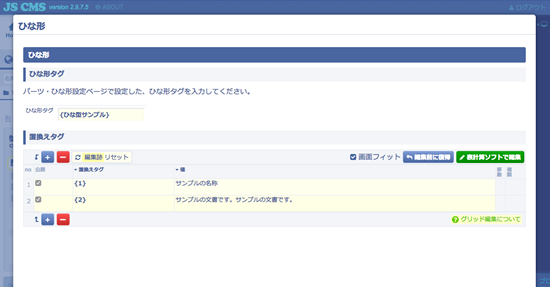 JS CMS version 2.8.7.3 ABOUT ログアウト
ひな形
ひな形
ひな形タグ
パーツ・ひな形設定ページで設定した、ひな形タグを入力してください。
ひな形タグ {ひな型サンプル}
置換えタグ
編集跡 リセット 画面フィット 編集前に復帰 表計算ソフトで編集
no 公開 置換えタグ 値 移動 複製
1 {1} サンプルの名称
2 {2} サンプルの文書です。サンプルの文書です。
グリッド編集について